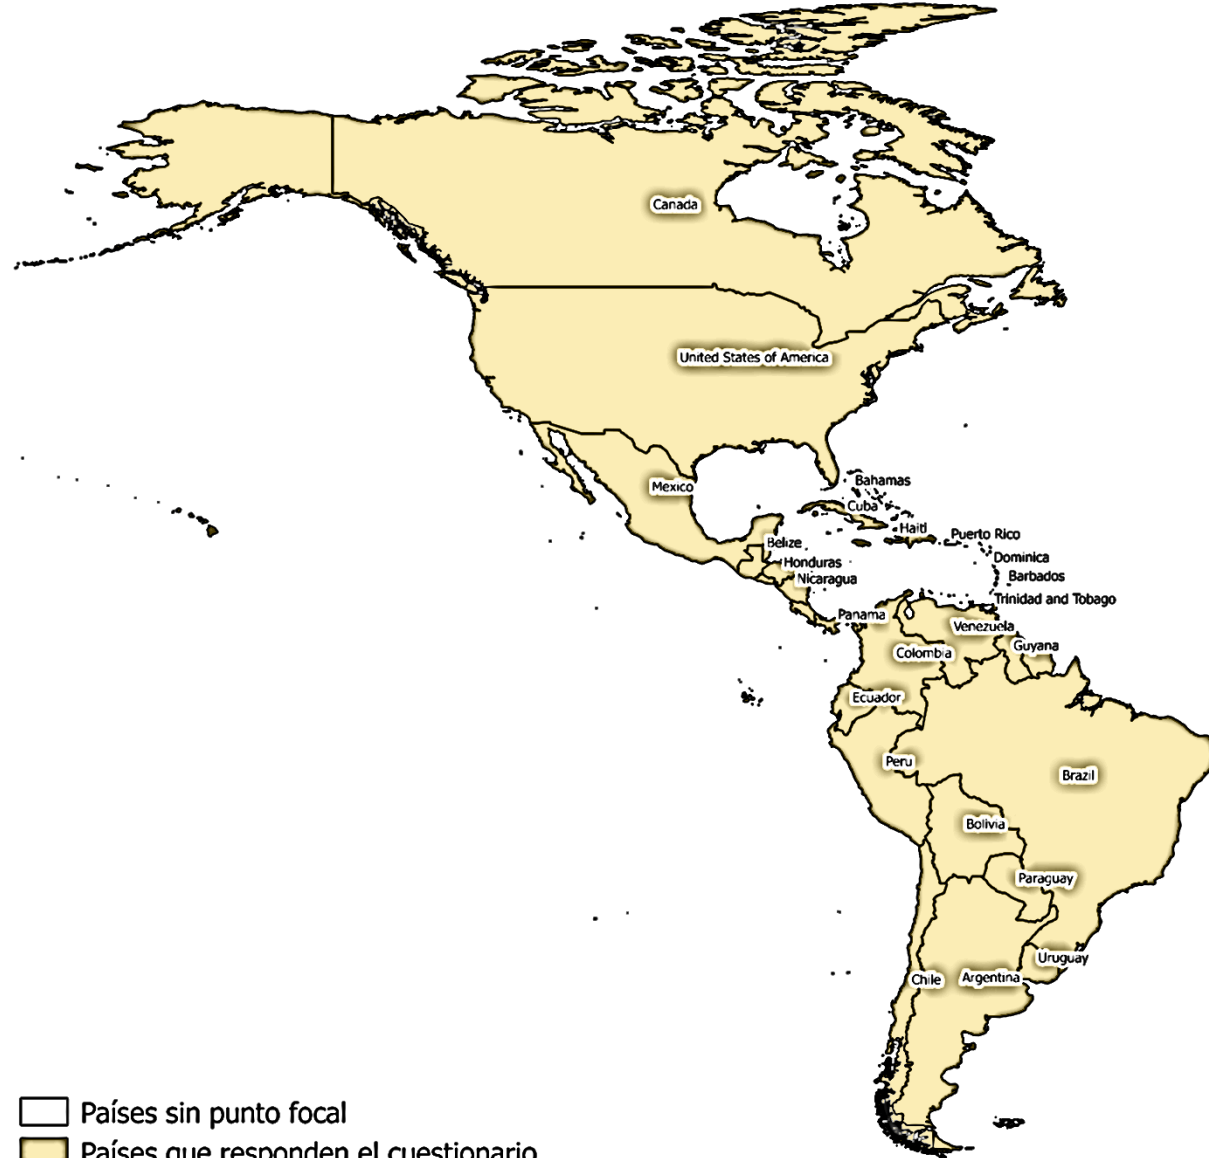 Canada
United States of America
Mexico
Bahamas
Cuba
Haiti
Puerto Rico
Belize
Dominica
Honduras
Barbados
Nicaragua
Trinidad and Tobago
Panama
Venezuela
Guyana
Colombia
Ecuador
Peru
Brazil
Bolivia
Paraguay
Uruguay
Chile
Argentina
Países sin punto focal
Países que responden el cuestionario